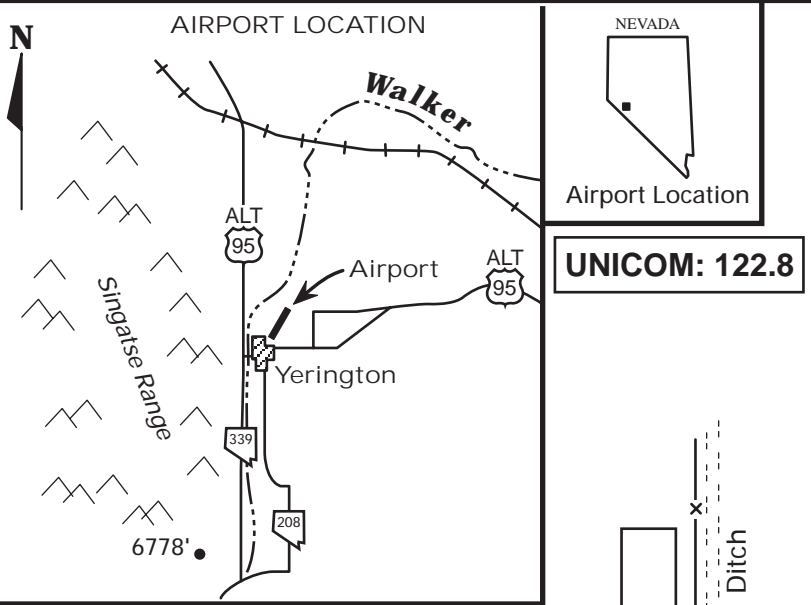 AIRPORT LOCATION
N
Walker
ALT
95
Airport
ALT
95
Singatse Range
Yerington
339
208
6778'
NEVADA
Airport Location
UNICOM: 122.8
Ditch